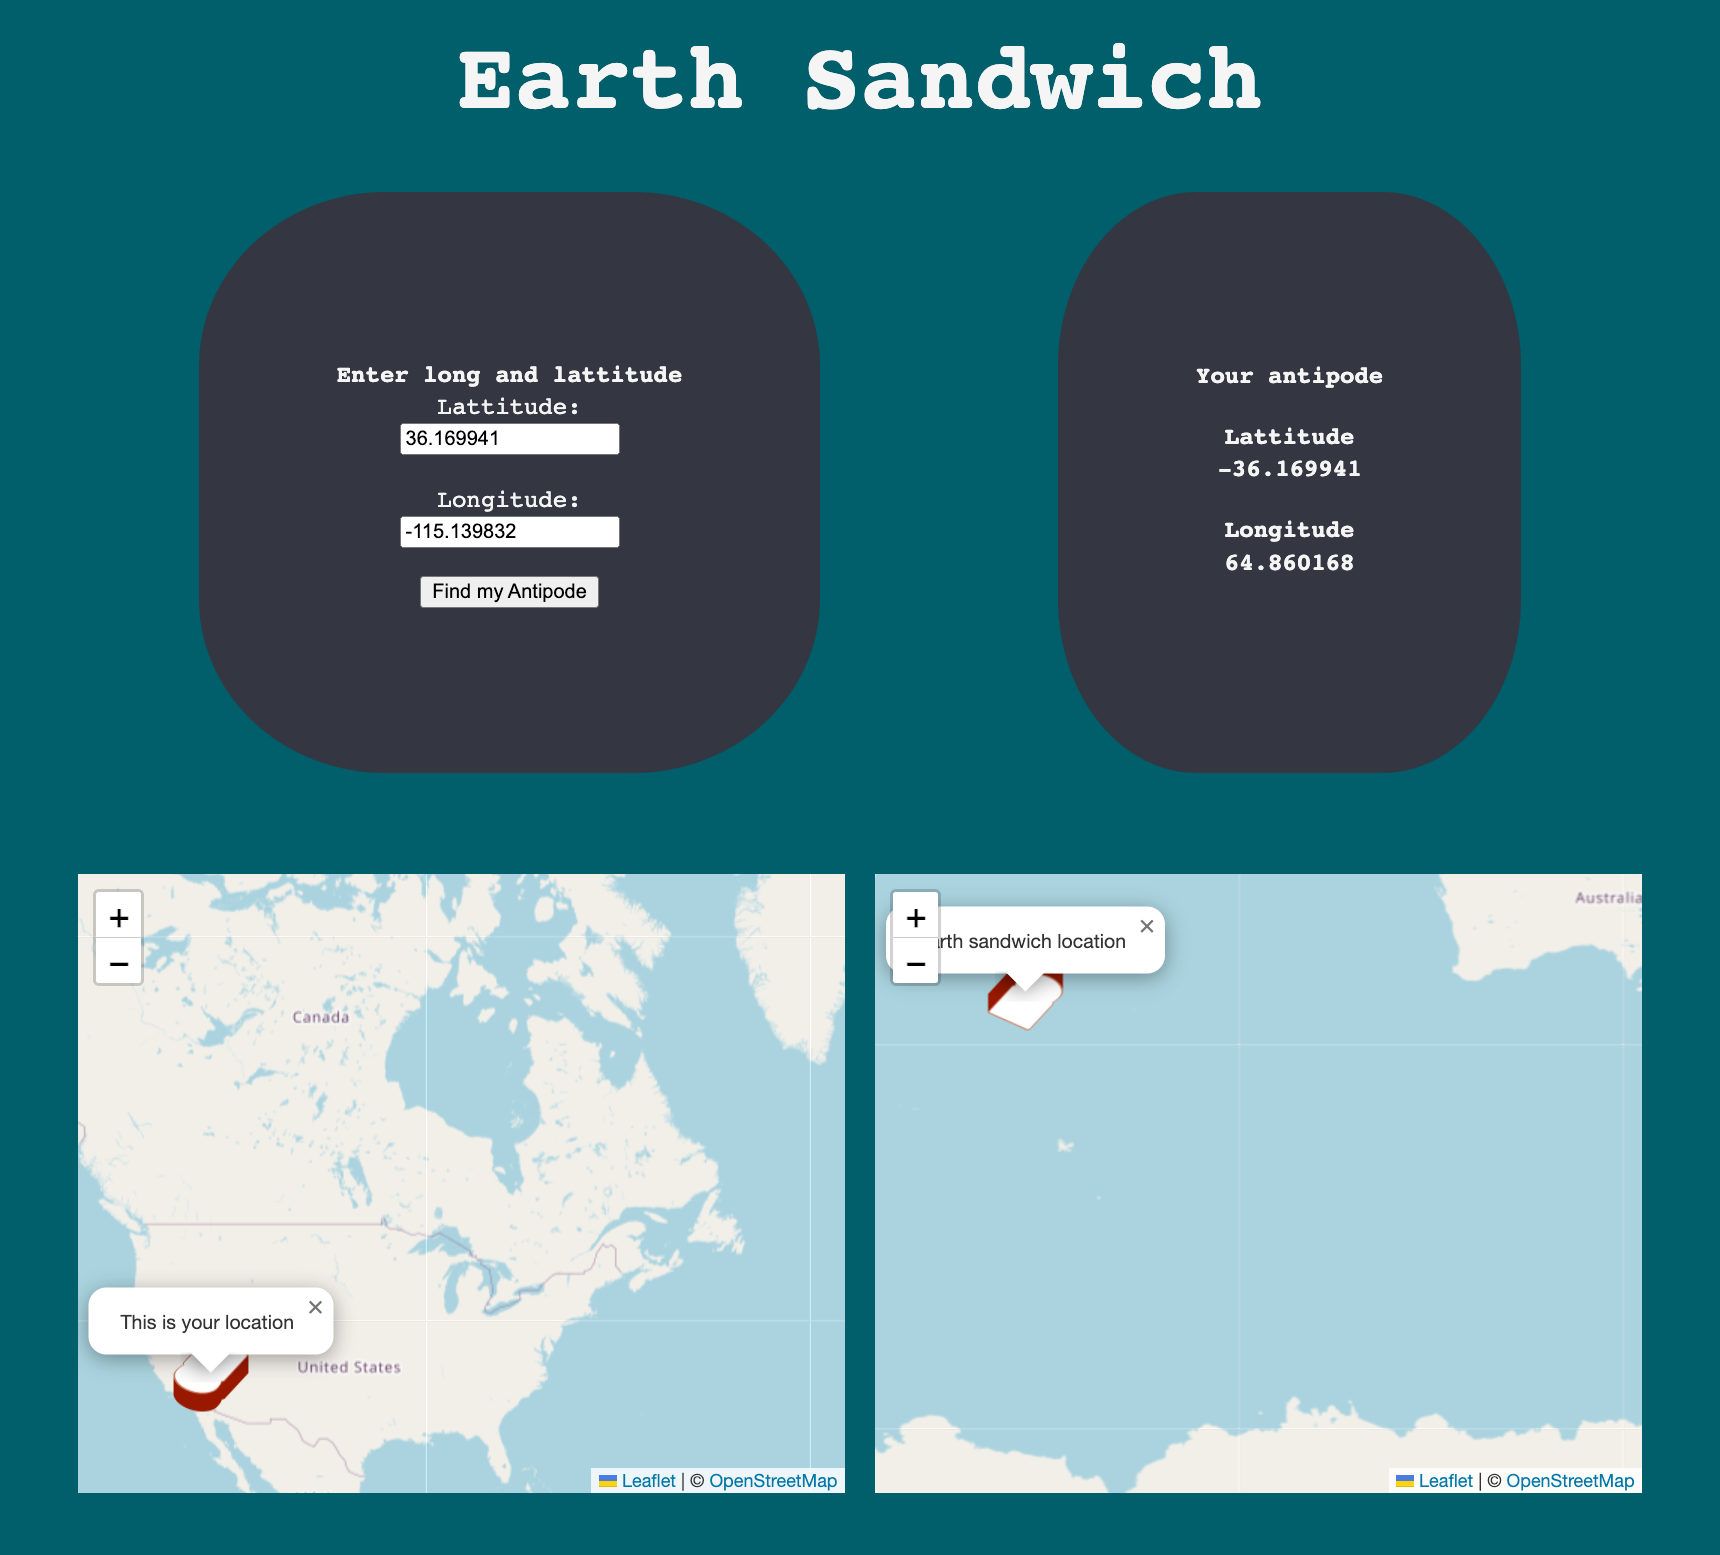 Earth Sandwich
Enter long and lattitude
Lattitude:
36.169941
Longitude:
-115.139832
Find my Antipode
Your antipode
Lattitude
-36.169941
Longitude
64.860168
+
−
Canada
This is your location ×
United States
Leaflet | © OpenStreetMap
+
−
rth sandwich location ×
Australia
Leaflet | © OpenStreetMap